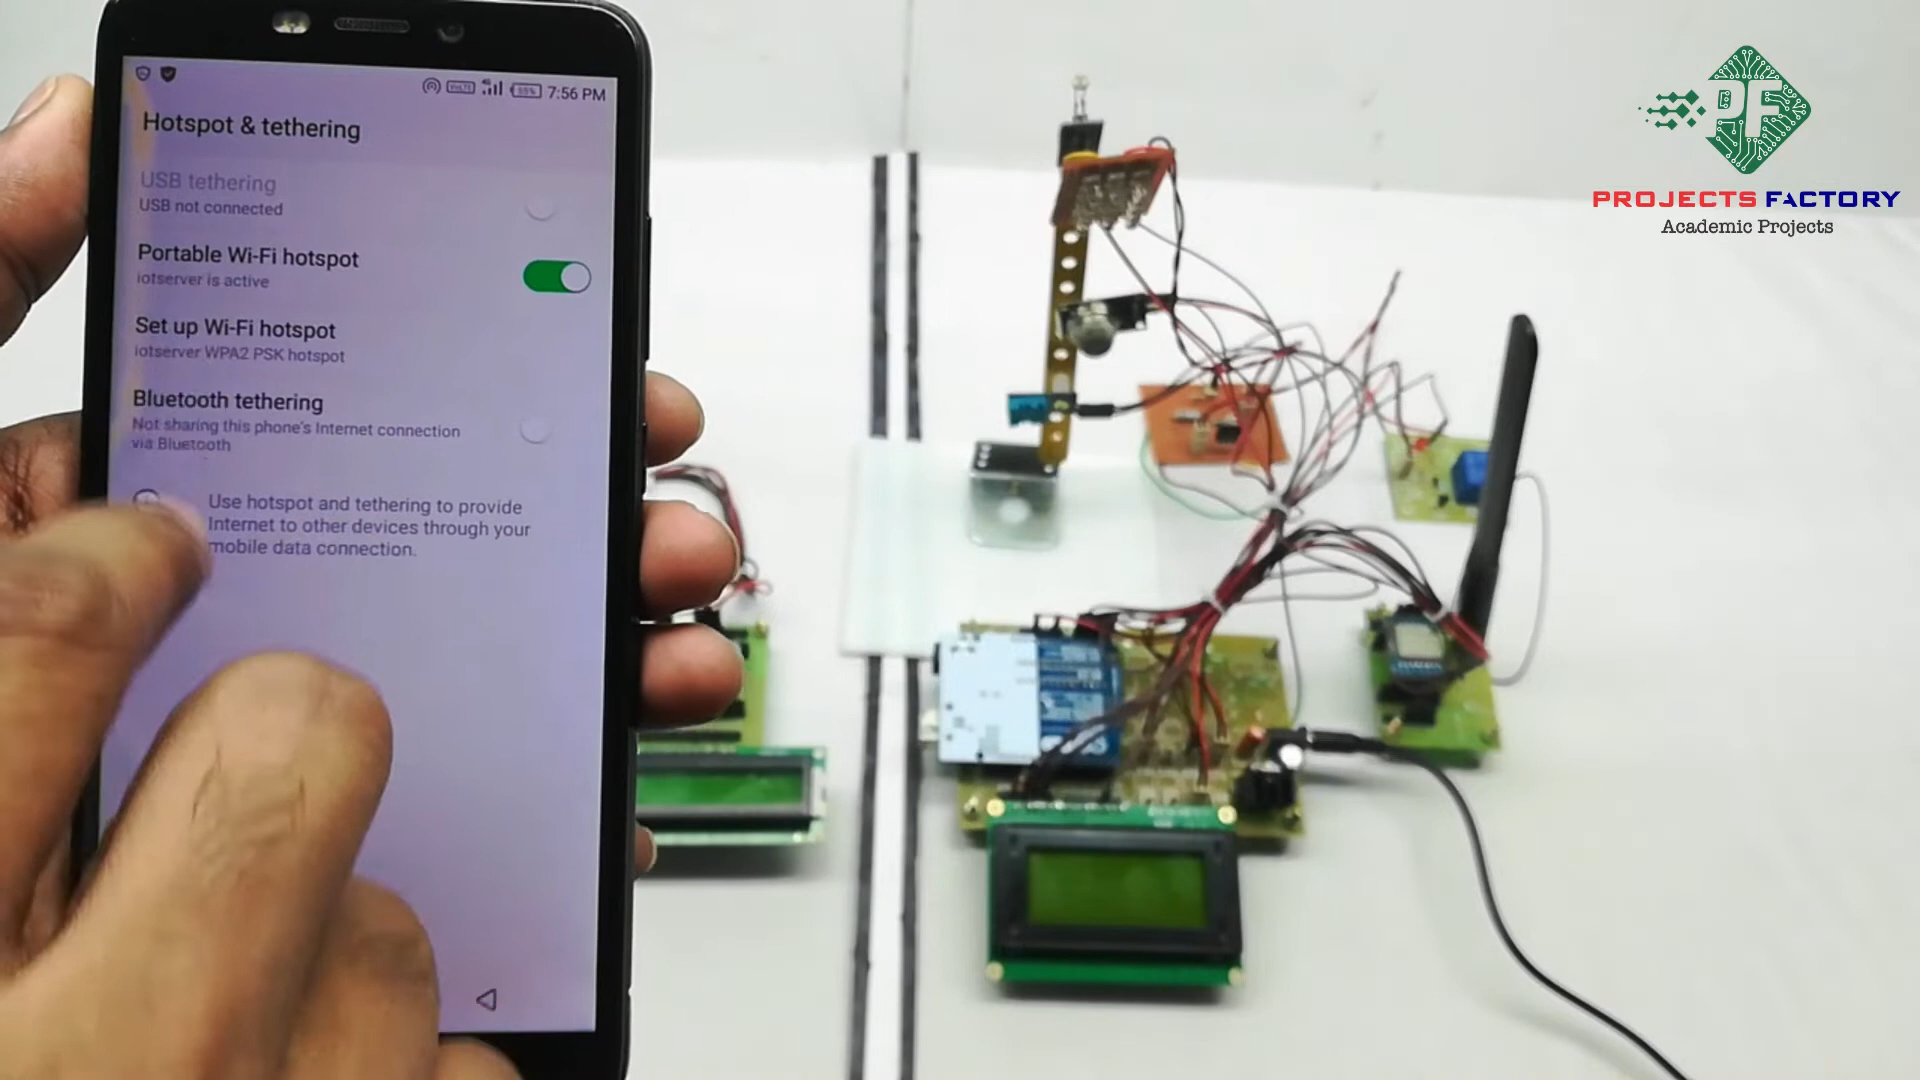 7:56 PM
Hotspot & tethering
USB tethering
USB not connected
Portable Wi-Fi hotspot
iotserver is active
Set up Wi-Fi hotspot
iotserver WPA2 PSK hotspot
Bluetooth tethering
Not sharing this phone's Internet connection
via Bluetooth
Use hotspot and tethering to provide
Internet to other devices through your
mobile data connection.
PF
PROJECTS FACTORY
Academic Projects